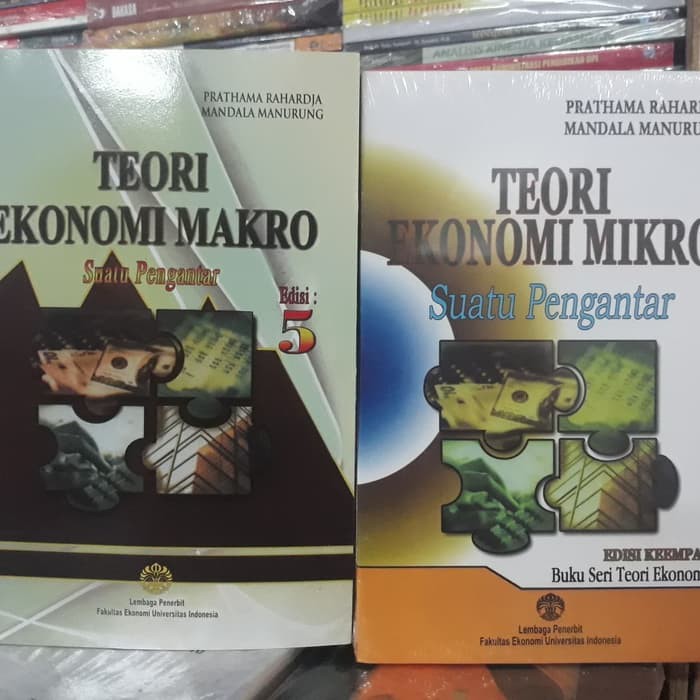 BAHASA
ANALISIS
PRATHAMA RAHARDJA
MANDALA MANURUNG
TEORI
EKONOMI MAKRO
Suatu Pengantar
Edisi :
5
Lembaga Penerbit
Fakultas Ekonomi Universitas Indonesia
PRATHAMA RAHAR
MANDALA MANURU
TEORI
EKONOMI MIKRO
Suatu Pengantar
EDISI KEEMPA
Buku Seri Teori Ekonom
Lembaga Penerbit
Fakultas Ekonomi Universitas Indonesia